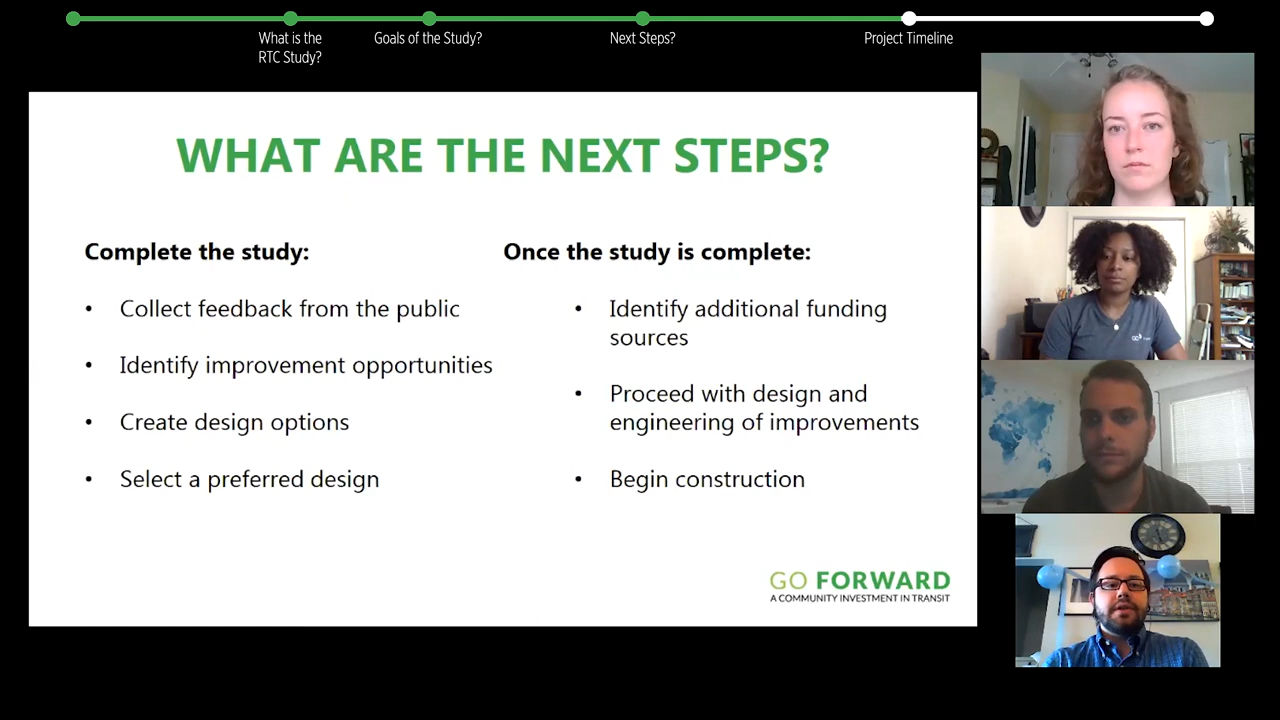 What is the
RTC Study?
Goals of the Study?
Next Steps?
Project Timeline
WHAT ARE THE NEXT STEPS?
Complete the study:
• Collect feedback from the public
• Identify improvement opportunities
• Create design options
• Select a preferred design
Once the study is complete:
• Identify additional funding
sources
• Proceed with design and
engineering of improvements
• Begin construction
GO FORWARD
A COMMUNITY INVESTMENT IN TRANSIT